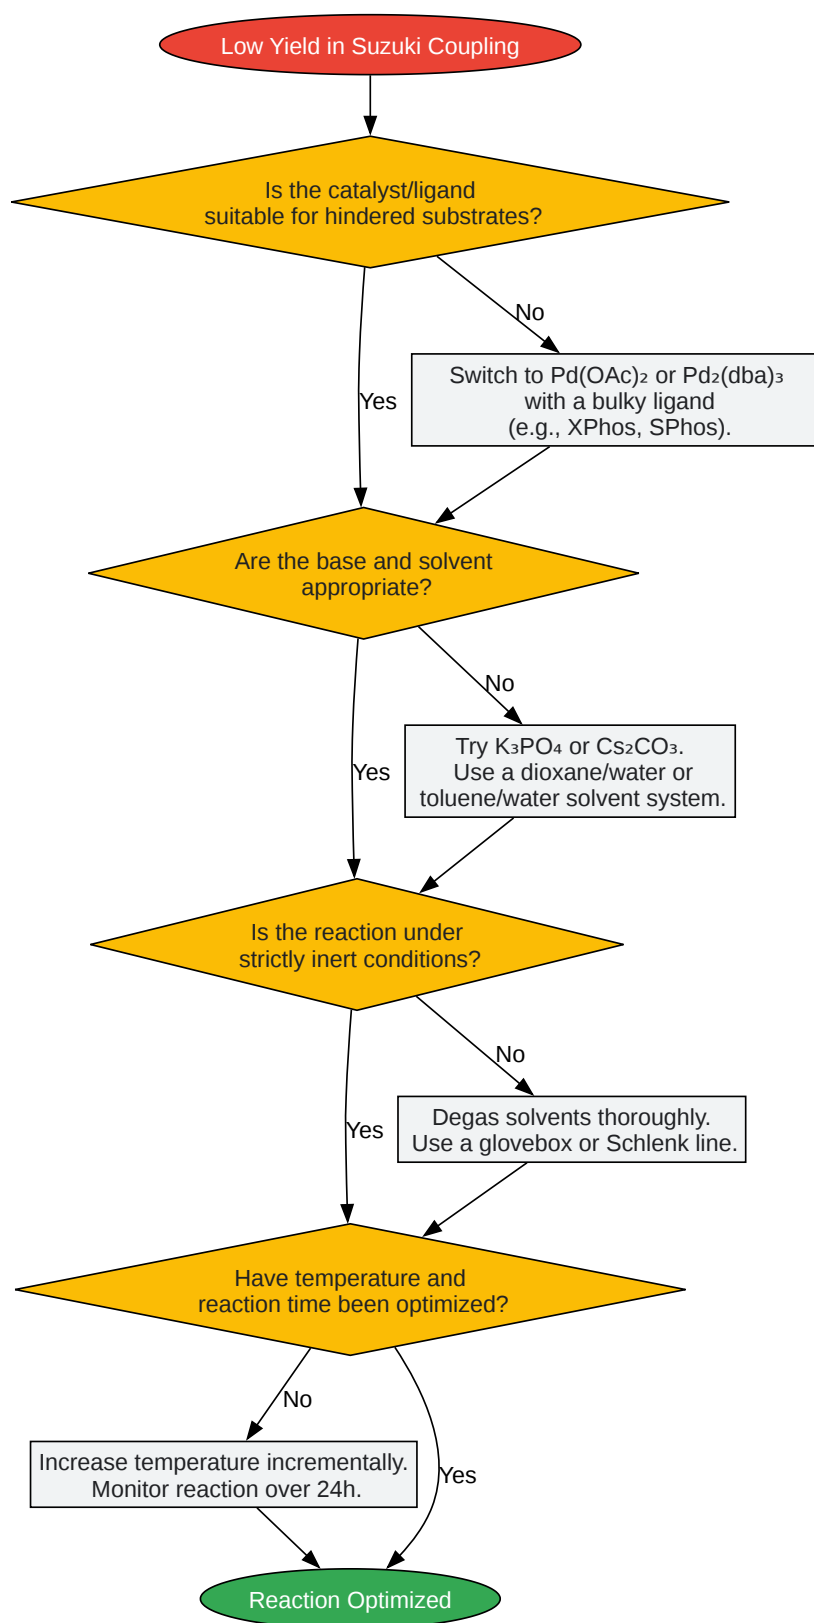 Low Yield in Suzuki Coupling
Is the catalyst/ligand
suitable for hindered substrates?
No
Switch to Pd(OAc)₂ or Pd₂(dba)₃
with a bulky ligand
(e.g., XPhos, SPhos).
Yes
Are the base and solvent
appropriate?
No
Try K₃PO₄ or Cs₂CO₃.
Use a dioxane/water or
toluene/water solvent system.
Yes
Is the reaction under
strictly inert conditions?
No
Degas solvents thoroughly.
Use a glovebox or Schlenk line.
Yes
Have temperature and
reaction time been optimized?
No
Increase temperature incrementally.
Monitor reaction over 24h.
Yes
Reaction Optimized